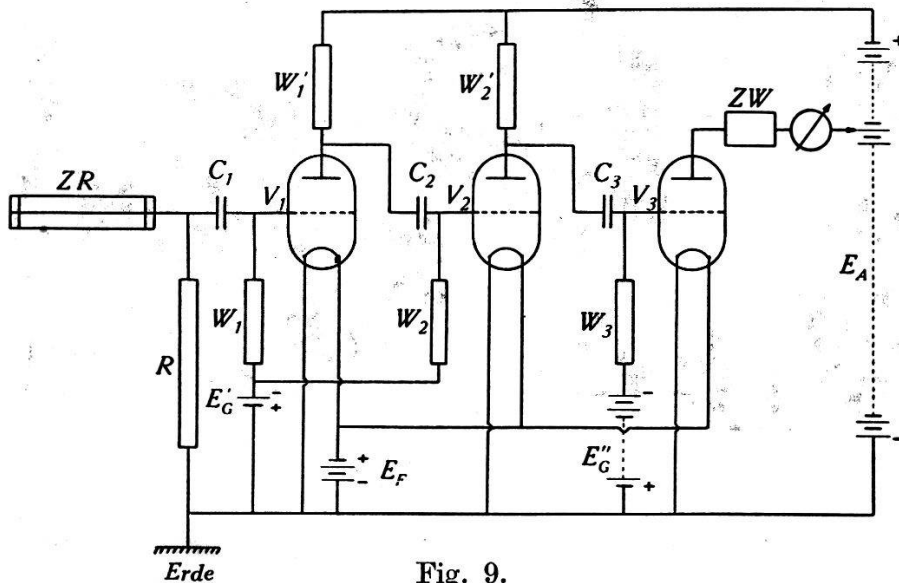 W₁'
W₂'
ZW
+
ZR
C₁
V₁
C₂
V₂
C₃
V₃
E_A
R
W₁
W₂
W₃
E_G'
-
+
-
+
-
E_F
E_G''
+
-
Erde
Fig. 9.